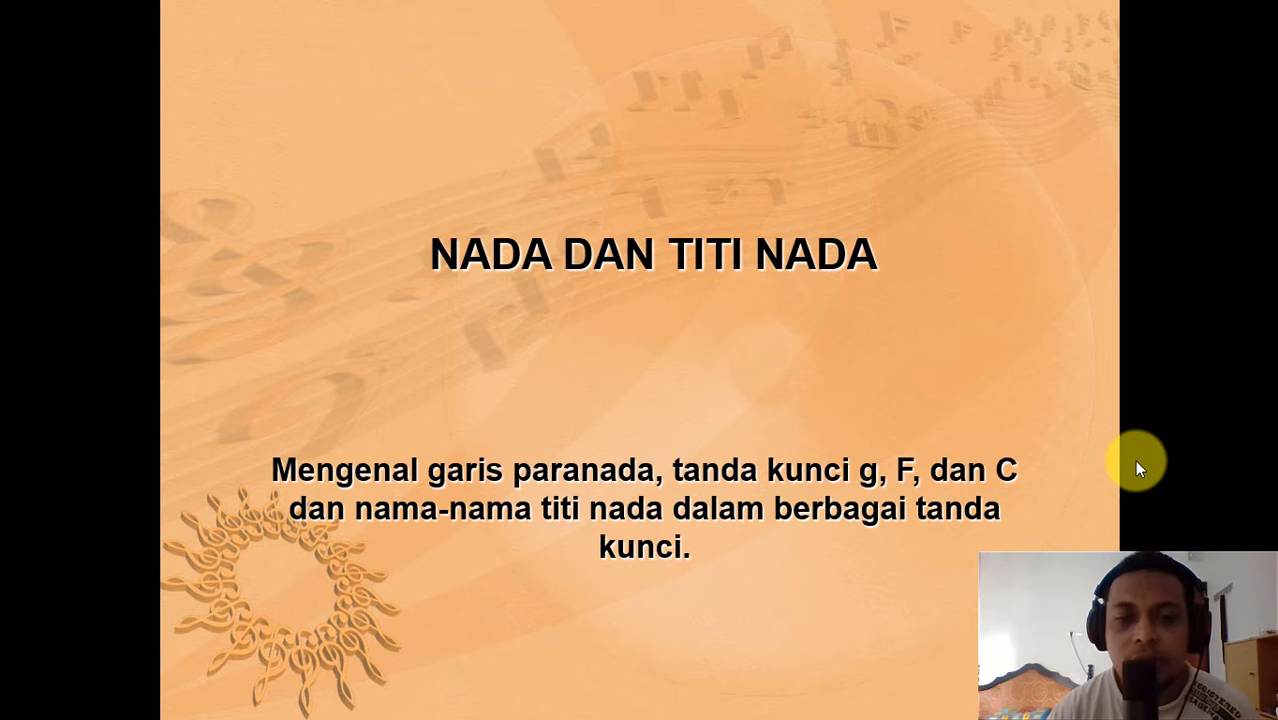 NADA DAN TITI NADA
Mengenal garis paranada, tanda kunci g, F, dan C
dan nama-nama titi nada dalam berbagai tanda
kunci.
REGISTERED